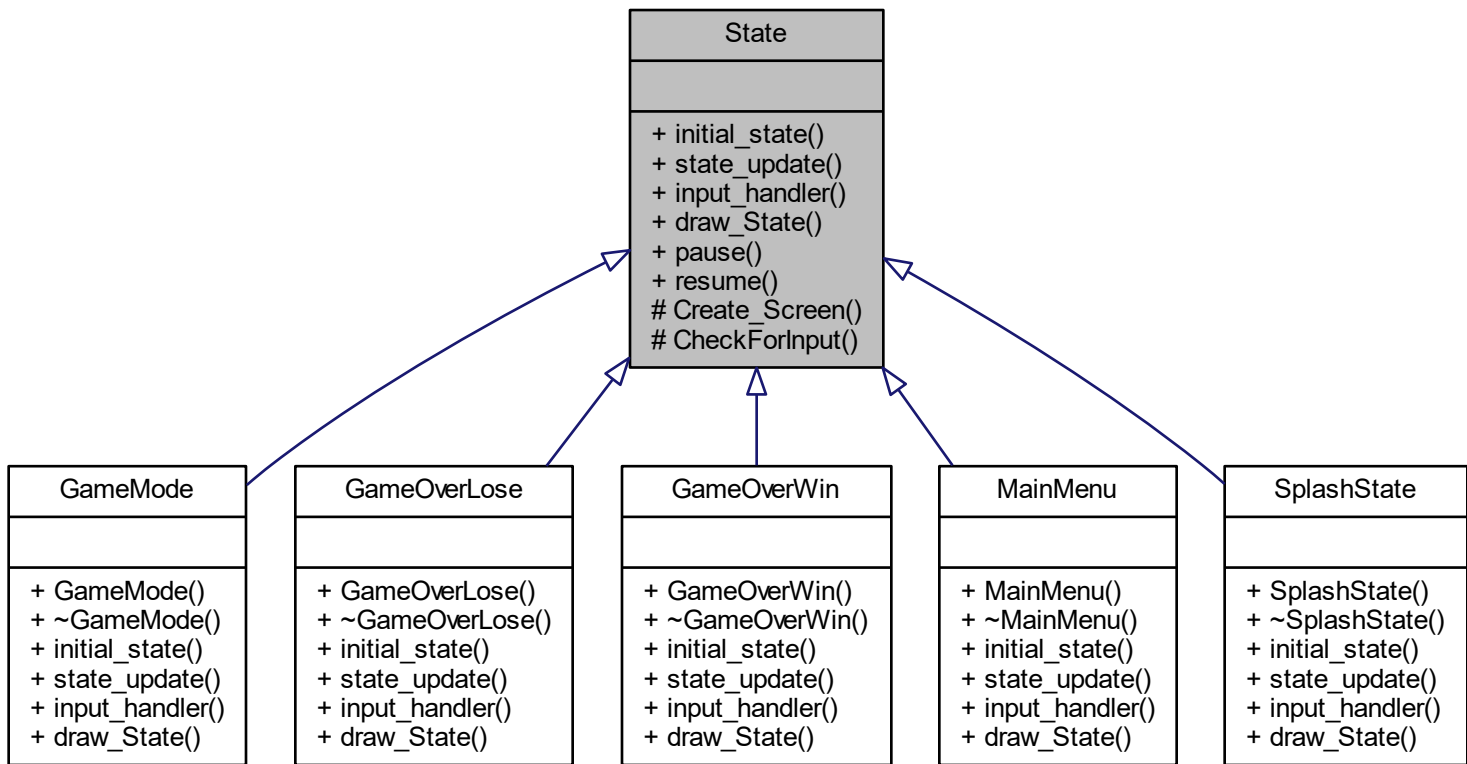 State
+ initial_state()
+ state_update()
+ input_handler()
+ draw_State()
+ pause()
+ resume()
# Create_Screen()
# CheckForInput()
GameMode
+ GameMode()
+ ~GameMode()
+ initial_state()
+ state_update()
+ input_handler()
+ draw_State()
GameOverLose
+ GameOverLose()
+ ~GameOverLose()
+ initial_state()
+ state_update()
+ input_handler()
+ draw_State()
GameOverWin
+ GameOverWin()
+ ~GameOverWin()
+ initial_state()
+ state_update()
+ input_handler()
+ draw_State()
MainMenu
+ MainMenu()
+ ~MainMenu()
+ initial_state()
+ state_update()
+ input_handler()
+ draw_State()
SplashState
+ SplashState()
+ ~SplashState()
+ initial_state()
+ state_update()
+ input_handler()
+ draw_State()